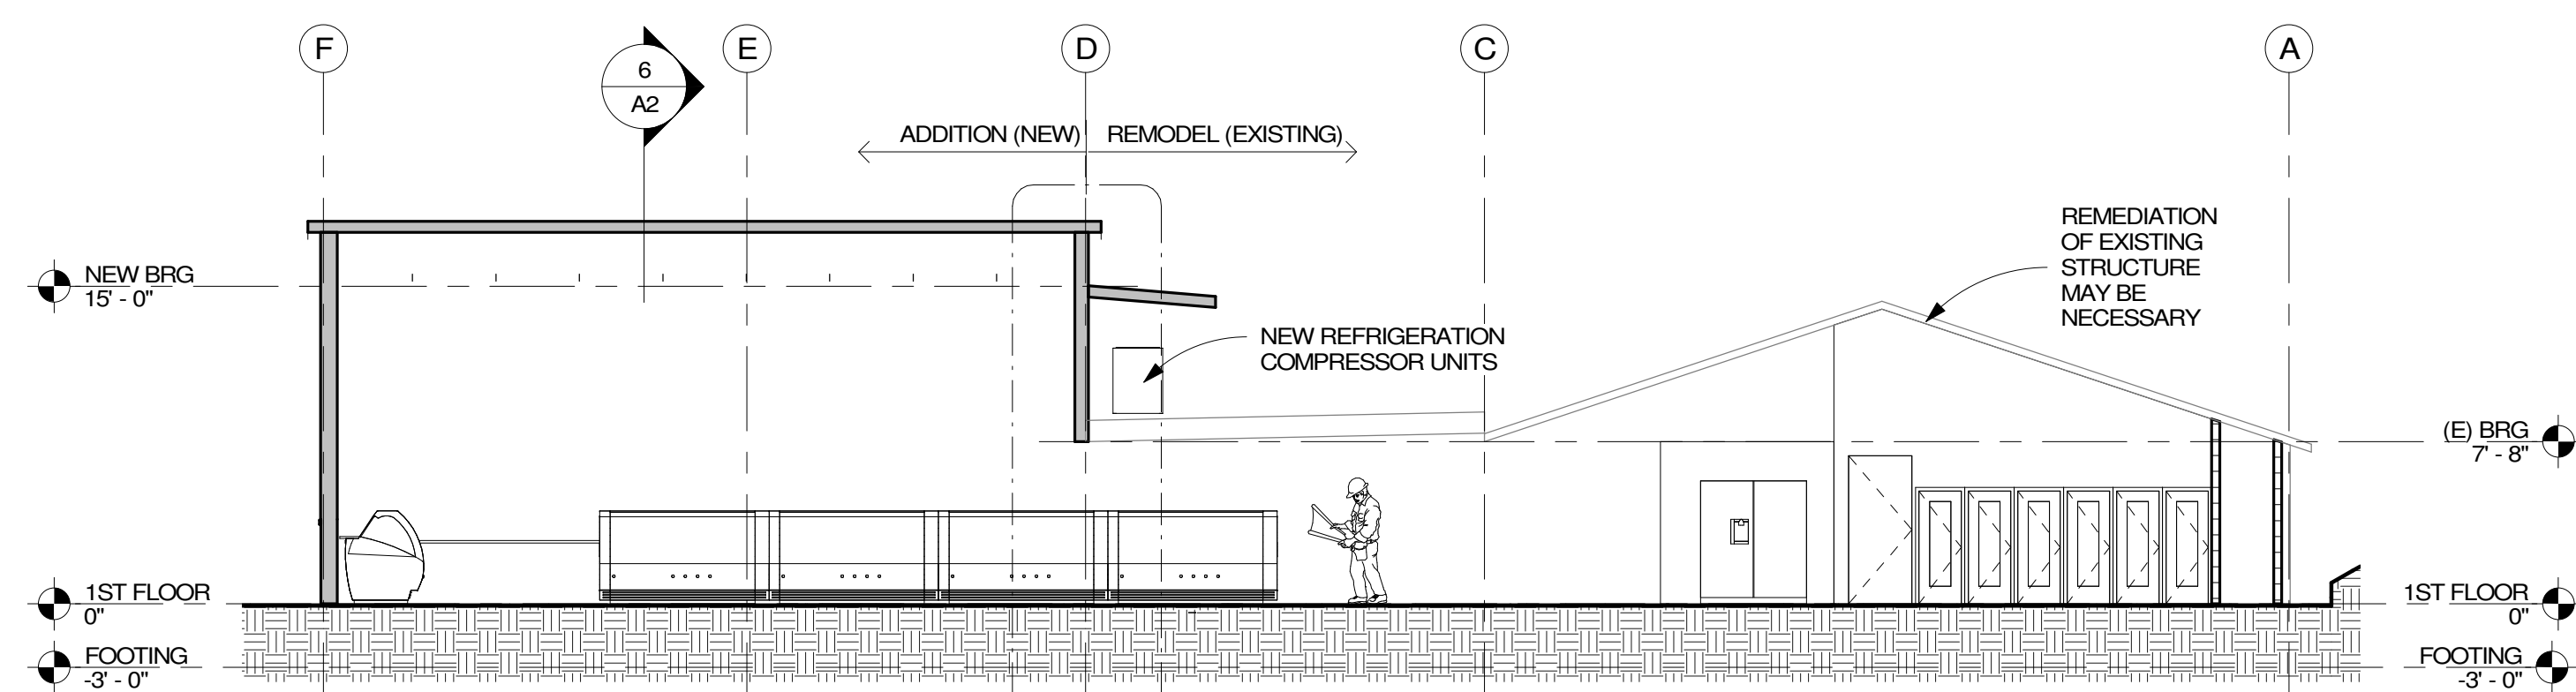 F
E
D
C
A
6
A2
ADDITION (NEW)
REMODEL (EXISTING)
REMEDIATION
OF EXISTING
STRUCTURE
MAY BE
NECESSARY
NEW BRG
15' - 0"
NEW REFRIGERATION
COMPRESSOR UNITS
(E) BRG
7' - 8"
1ST FLOOR
0"
1ST FLOOR
0"
FOOTING
-3' - 0"
FOOTING
-3' - 0"